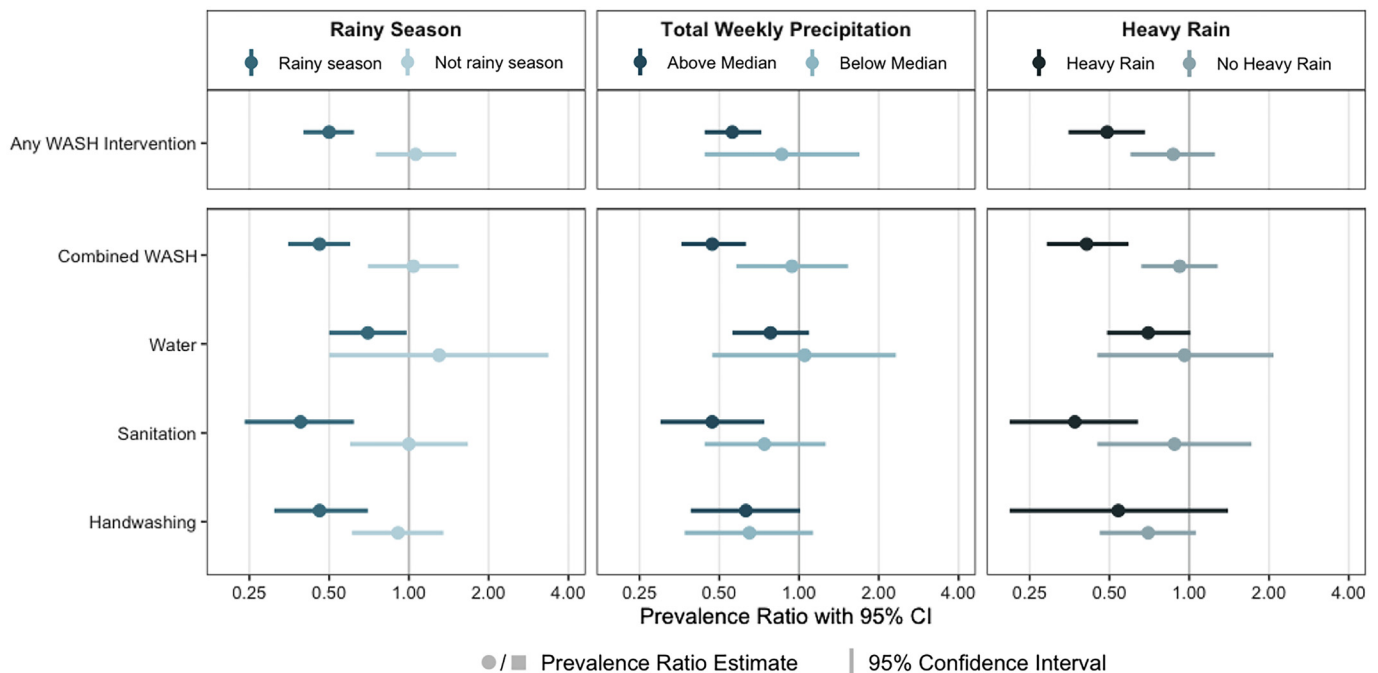 Rainy Season
Rainy season Not rainy season
Total Weekly Precipitation
Above Median Below Median
Heavy Rain
Heavy Rain No Heavy Rain
Any WASH Intervention
Combined WASH
Water
Sanitation
Handwashing
0.25 0.50 1.00 2.00 4.00 0.25 0.50 1.00 2.00 4.00 0.25 0.50 1.00 2.00 4.00
Prevalence Ratio with 95% CI
/ Prevalence Ratio Estimate 95% Confidence Interval